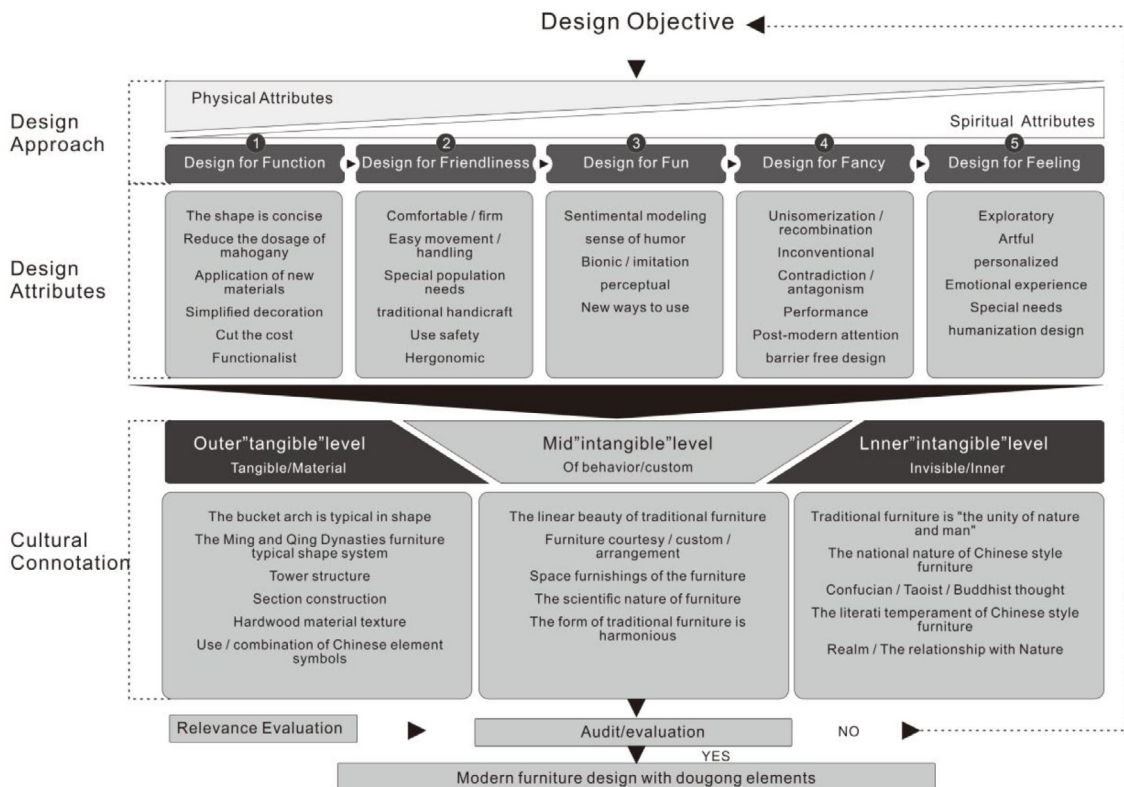 Design Objective
Design
Approach
Physical Attributes
Spiritual Attributes
1
Design for Function
2
Design for Friendliness
3
Design for Fun
4
Design for Fancy
5
Design for Feeling
Design
Attributes
The shape is concise
Reduce the dosage of
mahogany
Application of new
materials
Simplified decoration
Cut the cost
Functionalist
Comfortable / firm
Easy movement /
handling
Special population
needs
traditional handicraft
Use safety
Hergonomic
Sentimental modeling
sense of humor
Bionic / imitation
perceptual
New ways to use
Unisomerization /
recombination
Inconventional
Contradiction /
antagonism
Performance
Post-modern attention
barrier free design
Exploratory
Artful
personalized
Emotional experience
Special needs
humanization design
Cultural
Connotation
Outer"tangible"level
Tangible/Material
Mid"intangible"level
Of behavior/custom
Lnner"intangible"level
Invisible/Inner
The bucket arch is typical in shape
The Ming and Qing Dynasties furniture
typical shape system
Tower structure
Section construction
Hardwood material texture
Use / combination of Chinese element
symbols
The linear beauty of traditional furniture
Furniture courtesy / custom /
arrangement
Space furnishings of the furniture
The scientific nature of furniture
The form of traditional furniture is
harmonious
Traditional furniture is "the unity of nature
and man"
The national nature of Chinese style
furniture
Confucian / Taoist / Buddhist thought
The literati temperament of Chinese style
furniture
Realm / The relationship with Nature
Relevance Evaluation
Audit/evaluation
NO
YES
Modern furniture design with dougong elements